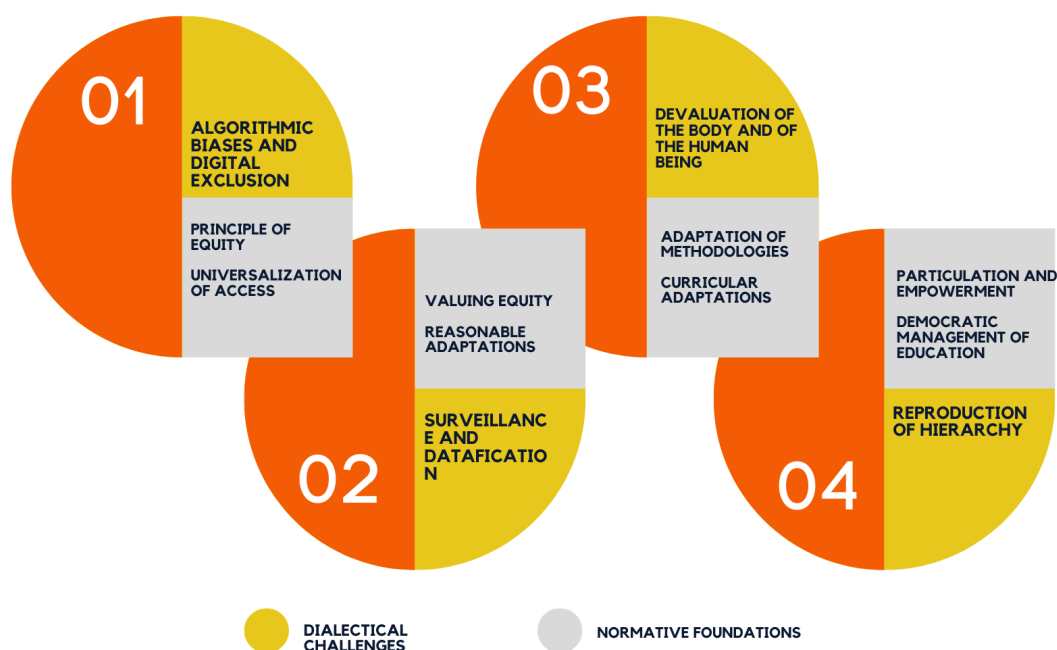 01
ALGORITHMIC
BIASES AND
DIGITAL
EXCLUSION
PRINCIPLE OF
EQUITY
UNIVERSALIZATION
OF ACCESS
VALUING EQUITY
REASONABLE
ADAPTATIONS
SURVEILLANC
E AND
DATAFICATIO
N
02
03
DEVALUATION OF
THE BODY AND OF
THE HUMAN
BEING
ADAPTATION OF
METHODOLOGIES
CURRICULAR
ADAPTATIONS
PARTICULATION AND
EMPOWERMENT
DEMOCRATIC
MANAGEMENT OF
EDUCATION
REPRODUCTION
OF HIERARCHY
04
DIALECTICAL
CHALLENGES
NORMATIVE FOUNDATIONS